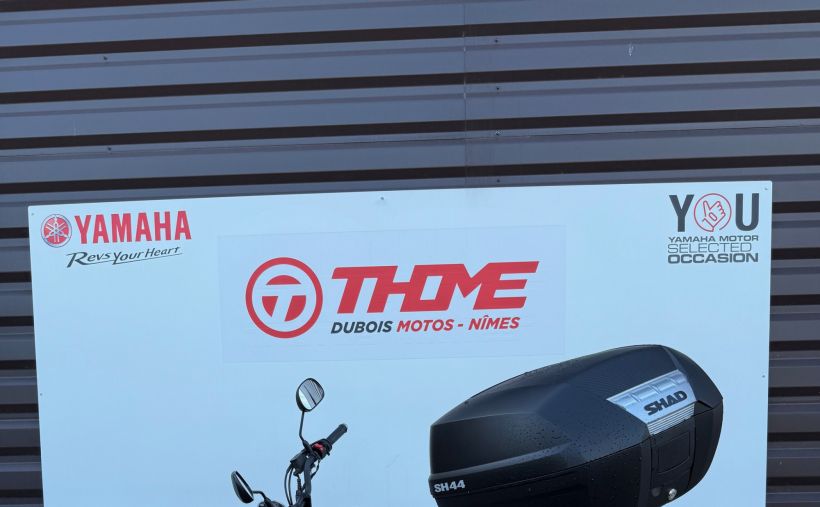 YAMAHA
Revs Your Heart
YOU
YAMAHA MOTOR
SELECTED
OCCASION
THOME
DUBOIS MOTOS - NÎMES
SHAD
SH44